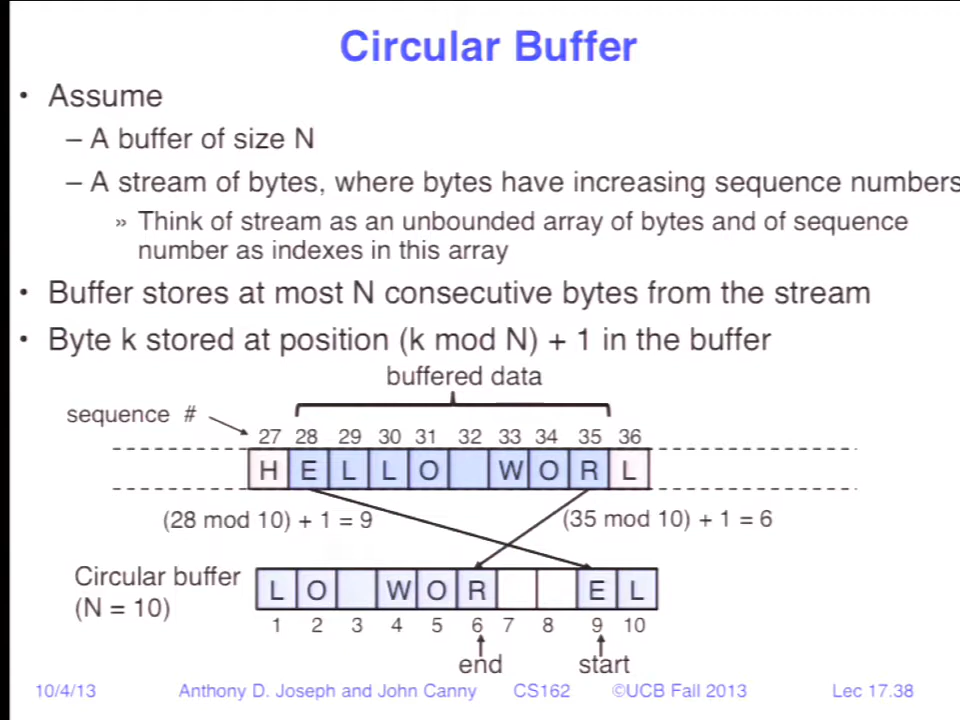 Circular Buffer
• Assume
– A buffer of size N
– A stream of bytes, where bytes have increasing sequence numbers
» Think of stream as an unbounded array of bytes and of sequence
number as indexes in this array
• Buffer stores at most N consecutive bytes from the stream
• Byte k stored at position (k mod N) + 1 in the buffer
buffered data
sequence #
27 28 29 30 31 32 33 34 35 36
H E L L O W O R L
(28 mod 10) + 1 = 9
(35 mod 10) + 1 = 6
Circular buffer
(N = 10)
L O W O R E L
1 2 3 4 5 6 7 8 9 10
end
start
10/4/13 Anthony D. Joseph and John Canny CS162 ©UCB Fall 2013 Lec 17.38